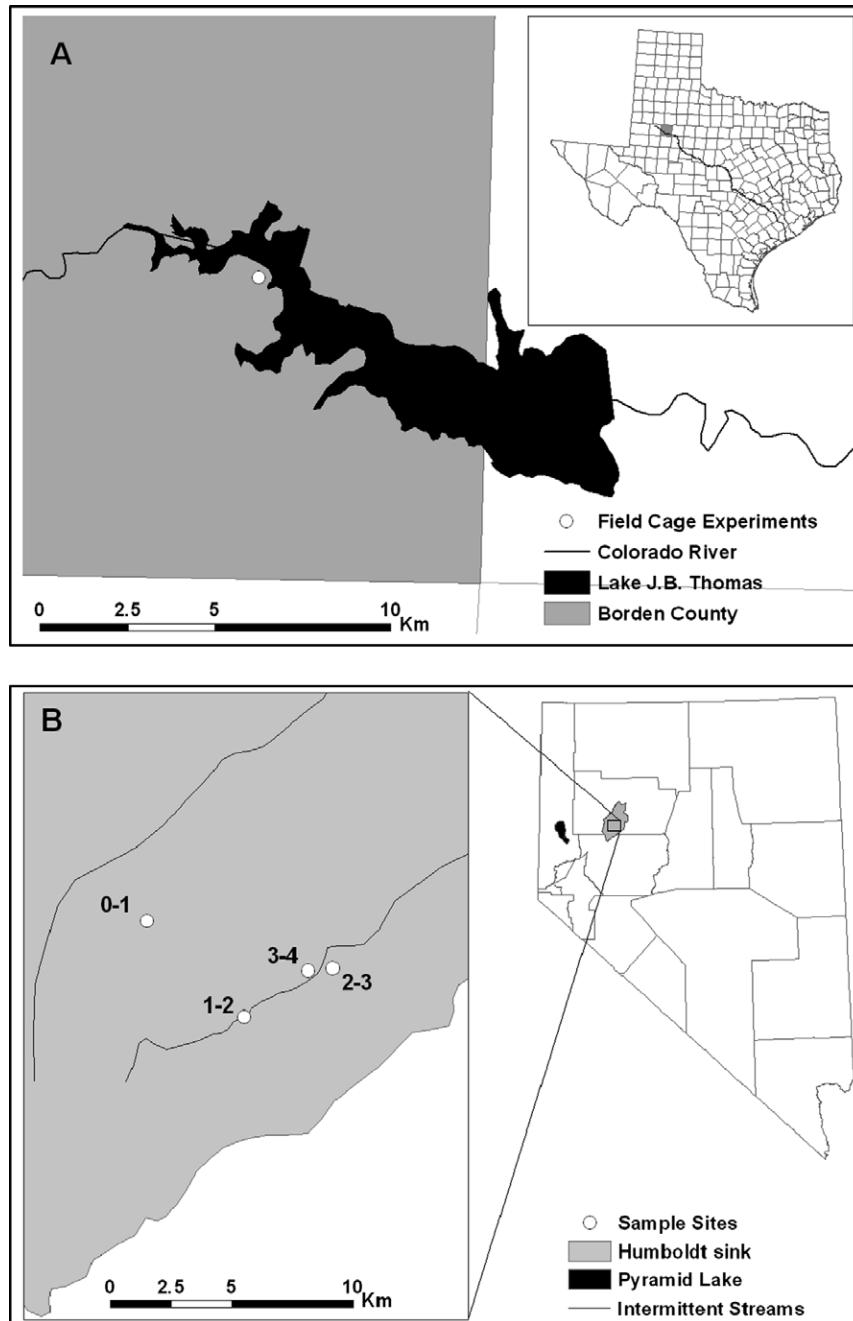 A
Field Cage Experiments
Colorado River
Lake J.B. Thomas
Borden County
0 2.5 5 10
Km
B
0-1
3-4
2-3
1-2
Sample Sites
Humboldt sink
Pyramid Lake
Intermittent Streams
0 2.5 5 10
Km